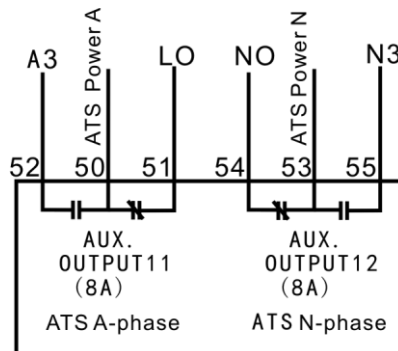 A3
ATS Power A
LO
NO
ATS Power N
N3
52
50
51
54
53
55
AUX.
OUTPUT11
(8A)
ATS A-phase
AUX.
OUTPUT12
(8A)
ATS N-phase